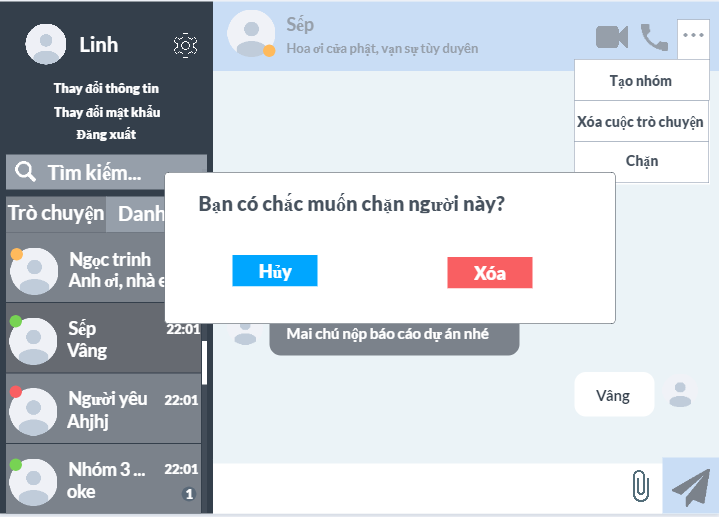 Linh
Thay đổi thông tin
Thay đổi mật khẩu
Đăng xuất
Tìm kiếm...
Trò chuyện
Danh
Ngọc trinh
Anh ơi, nhà e
Sếp
22:01
Vâng
Người yêu
22:01
Ahjhj
Nhóm 3 ...
22:01
oke
1
Sếp
Hoa ơi cửa phật, vạn sự tùy duyên
Tạo nhóm
Xóa cuộc trò chuyện
Chặn
Bạn có chắc muốn chặn người này?
Hủy
Xóa
Mai chú nộp báo cáo dự án nhé
Vâng